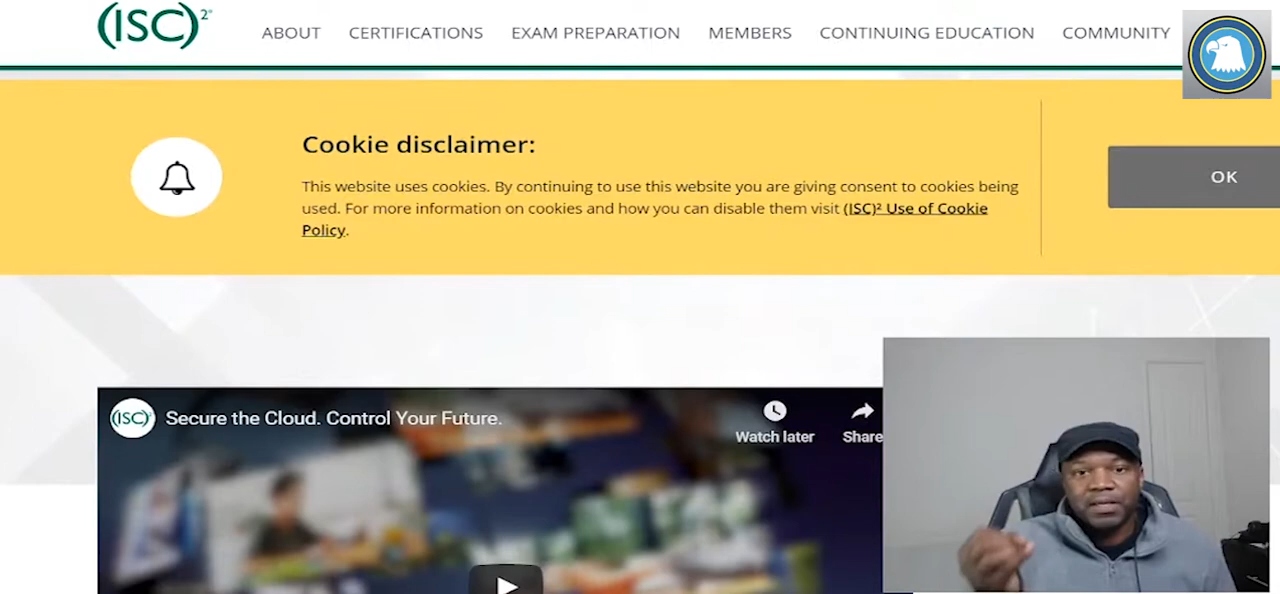 (ISC)²®
ABOUT CERTIFICATIONS EXAM PREPARATION MEMBERS CONTINUING EDUCATION COMMUNITY
Cookie disclaimer:
This website uses cookies. By continuing to use this website you are giving consent to cookies being
used. For more information on cookies and how you can disable them visit (ISC)² Use of Cookie
Policy.
OK
(ISC)²
Secure the Cloud. Control Your Future.
Watch later
Share